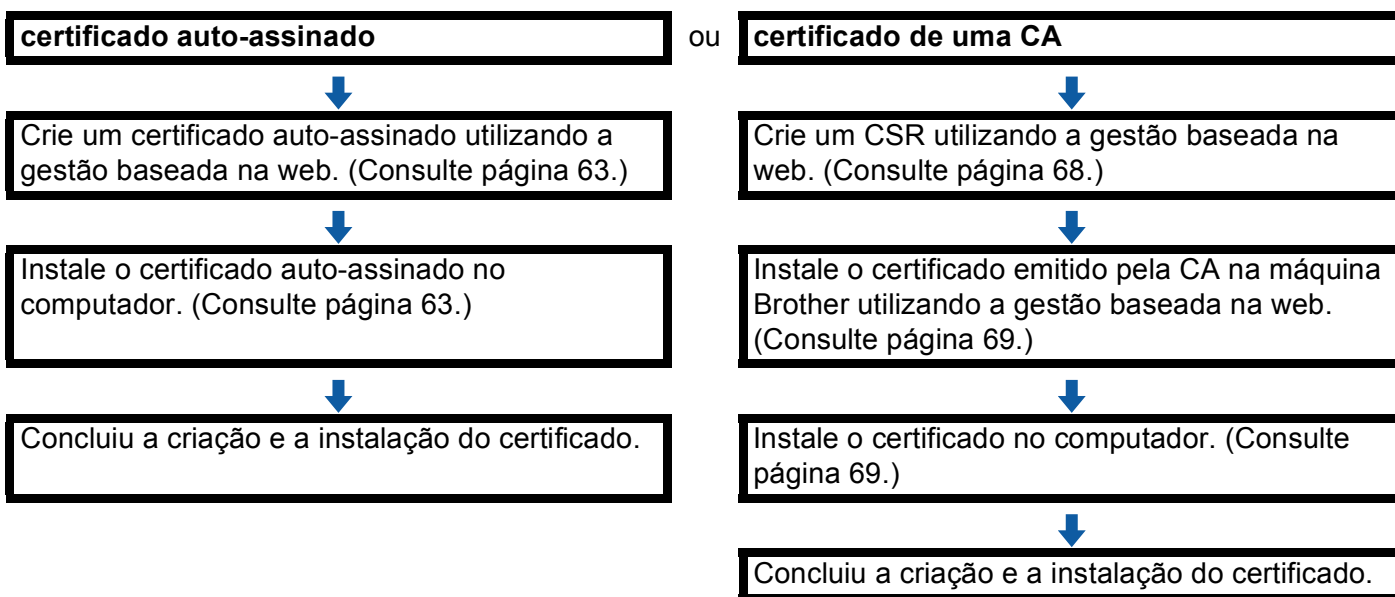 certificado auto-assinado
ou
certificado de uma CA
Crie um certificado auto-assinado utilizando a
gestão baseada na web. (Consulte página 63.)
Crie um CSR utilizando a gestão baseada na
web. (Consulte página 68.)
Instale o certificado auto-assinado no
computador. (Consulte página 63.)
Instale o certificado emitido pela CA na máquina
Brother utilizando a gestão baseada na web.
(Consulte página 69.)
Concluiu a criação e a instalação do certificado.
Instale o certificado no computador. (Consulte
página 69.)
Concluiu a criação e a instalação do certificado.